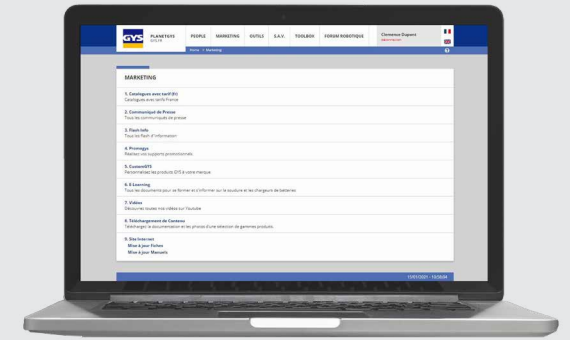 GYS
PLANETGYS
GYS.FR
PEOPLE
MARKETING
OUTILS
S.A.V.
TOOLBOX
FORUM ROBOTIQUE
Clemence Dupont
Home > Marketing
MARKETING
1. Catalogues avec tarif (Fr)
Catalogues avec tarifs France
2. Communiqué de Presse
Tous les communiqués de presse
3. Flash info
Tous les flash d'information
4. Promogys
Réalisez vos supports promotionnels
5. CustomGYS
Personnalisez les produits GYS à votre marque
6. E-Learning
Tous les documents pour se former et s'informer sur la soudure et les chargeurs de batteries
7. Vidéos
Découvrez toutes nos vidéos sur Youtube
8. Téléchargement de Contenu
Téléchargez la documentation et les photos d'une sélection de gammes produits.
9. Site Internet
Mise à jour Fiches
Mise à jour Manuels